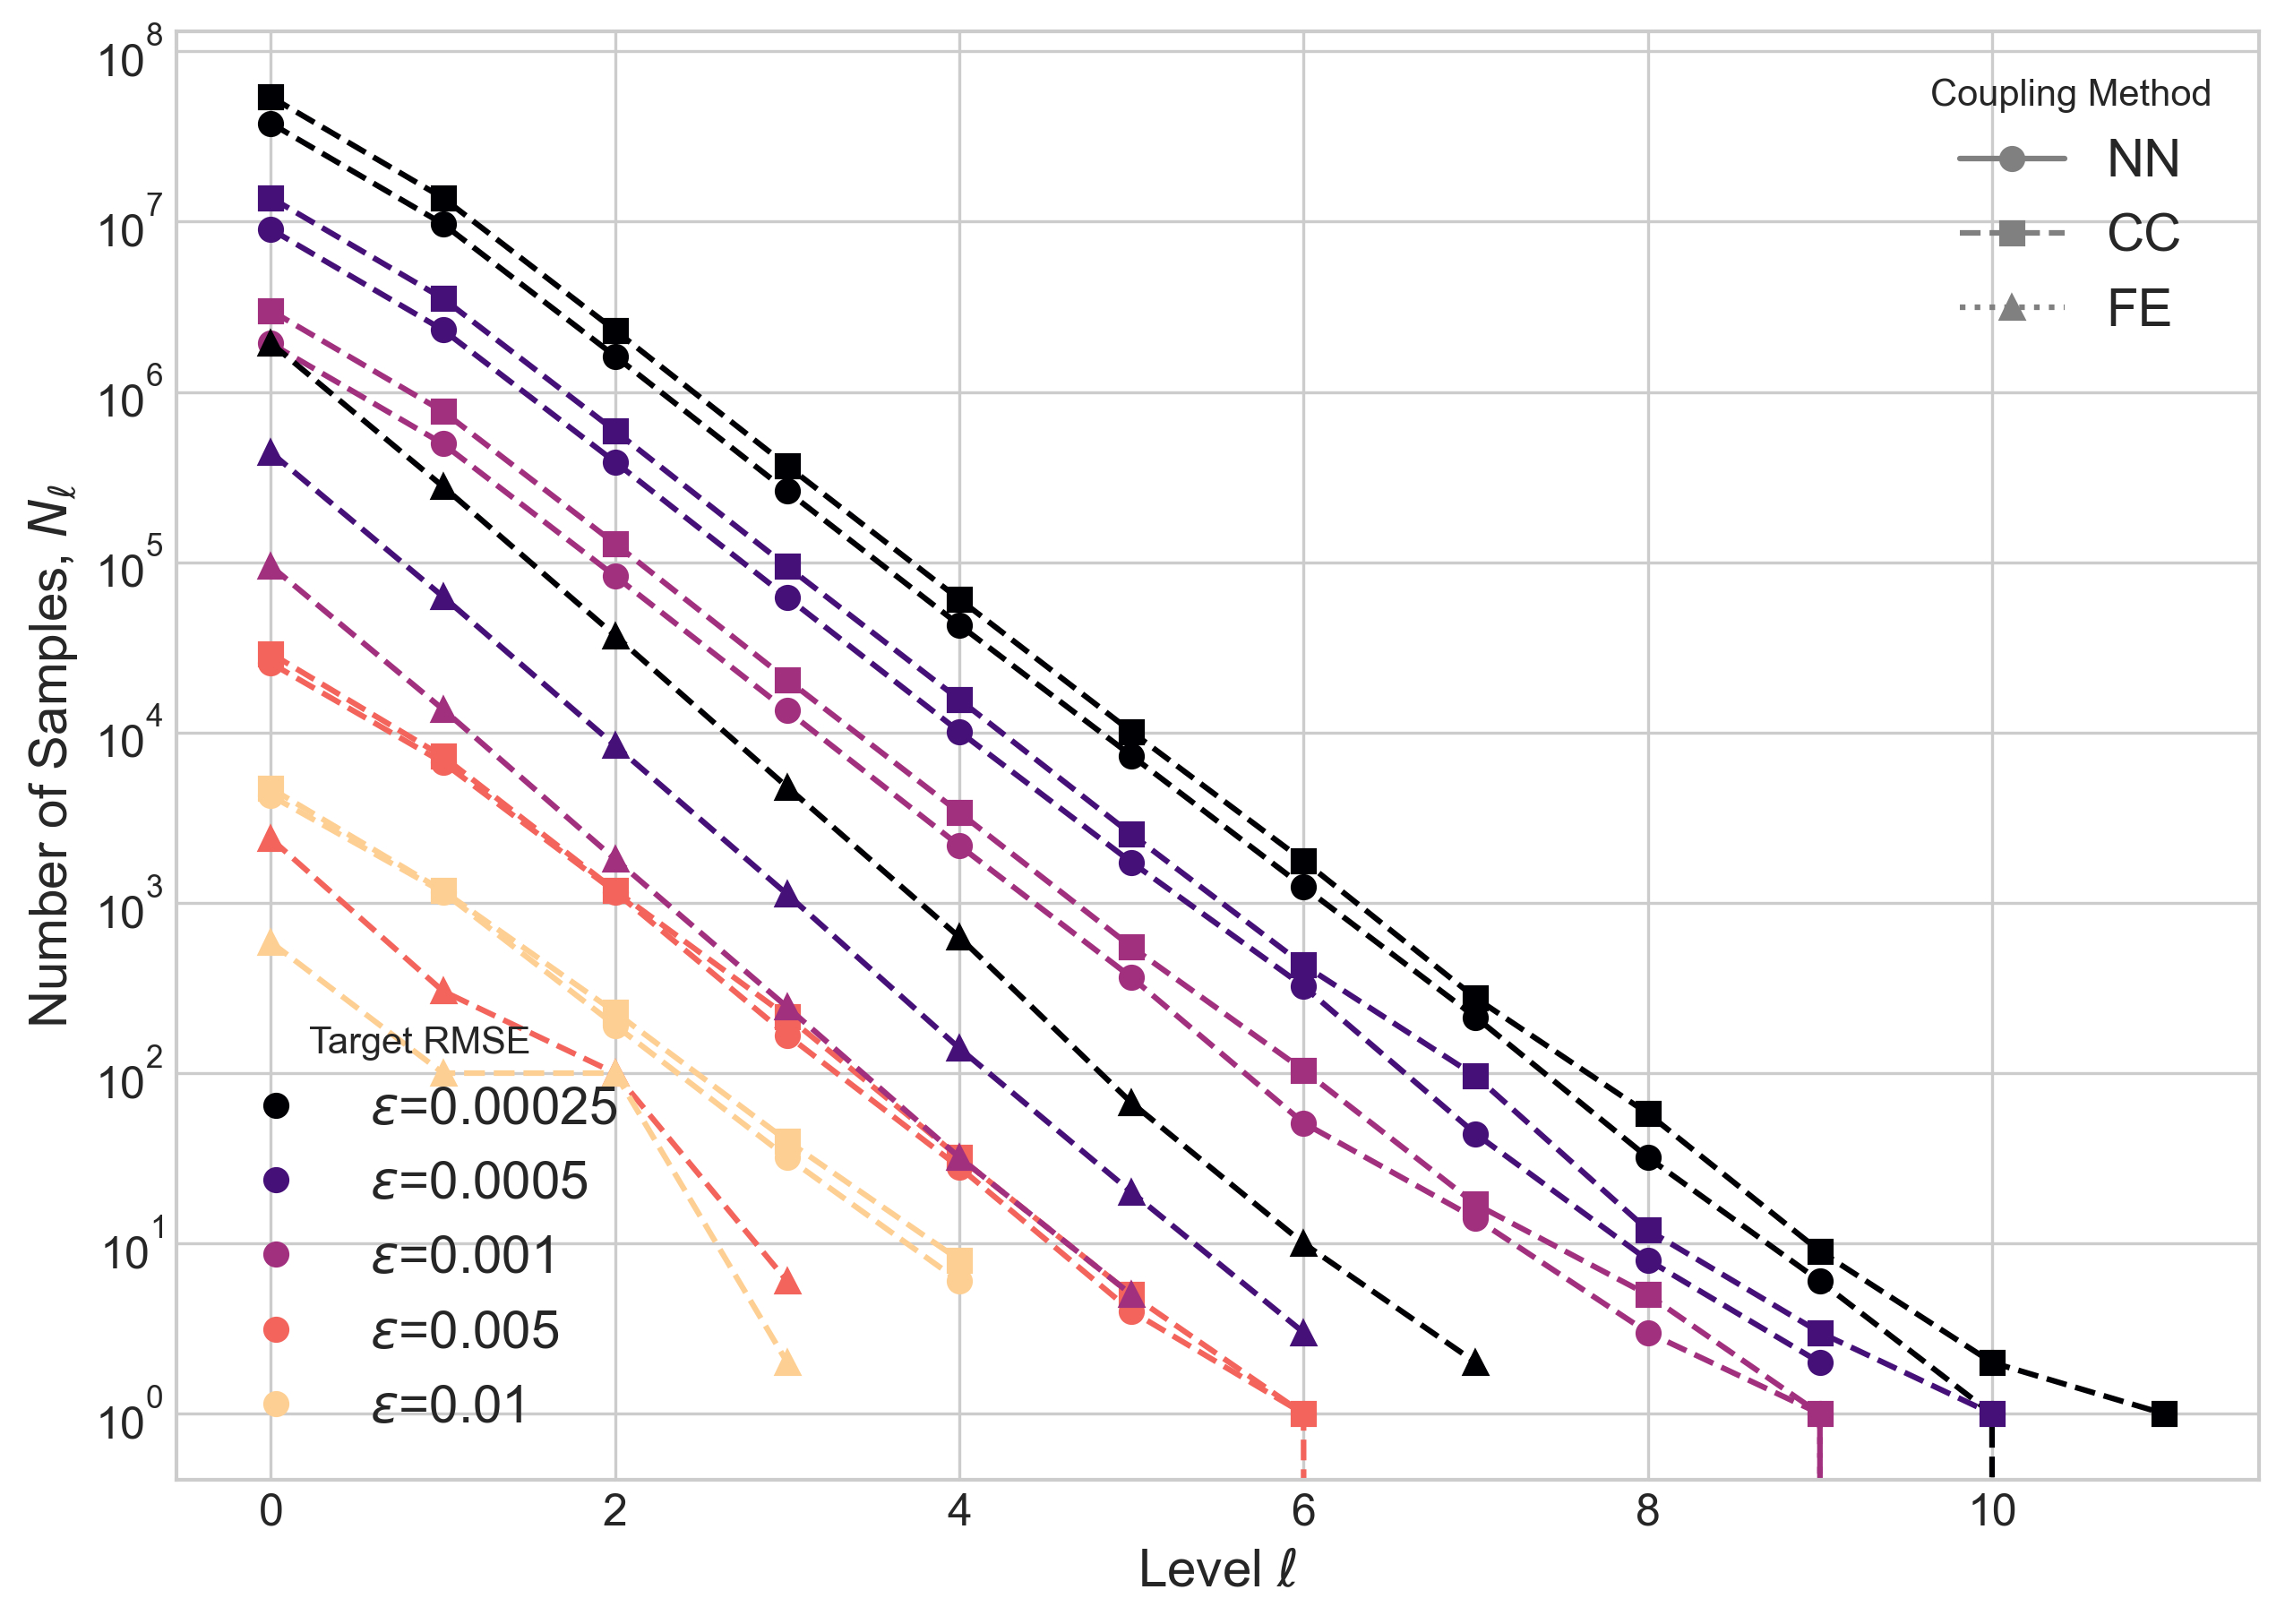 10^8
10^7
10^6
10^5
10^4
10^3
10^2
10^1
10^0
Number of Samples, N_ℓ
Coupling Method
NN
CC
FE
Target RMSE
ε=0.00025
ε=0.0005
ε=0.001
ε=0.005
ε=0.01
0 2 4 6 8 10
Level ℓ